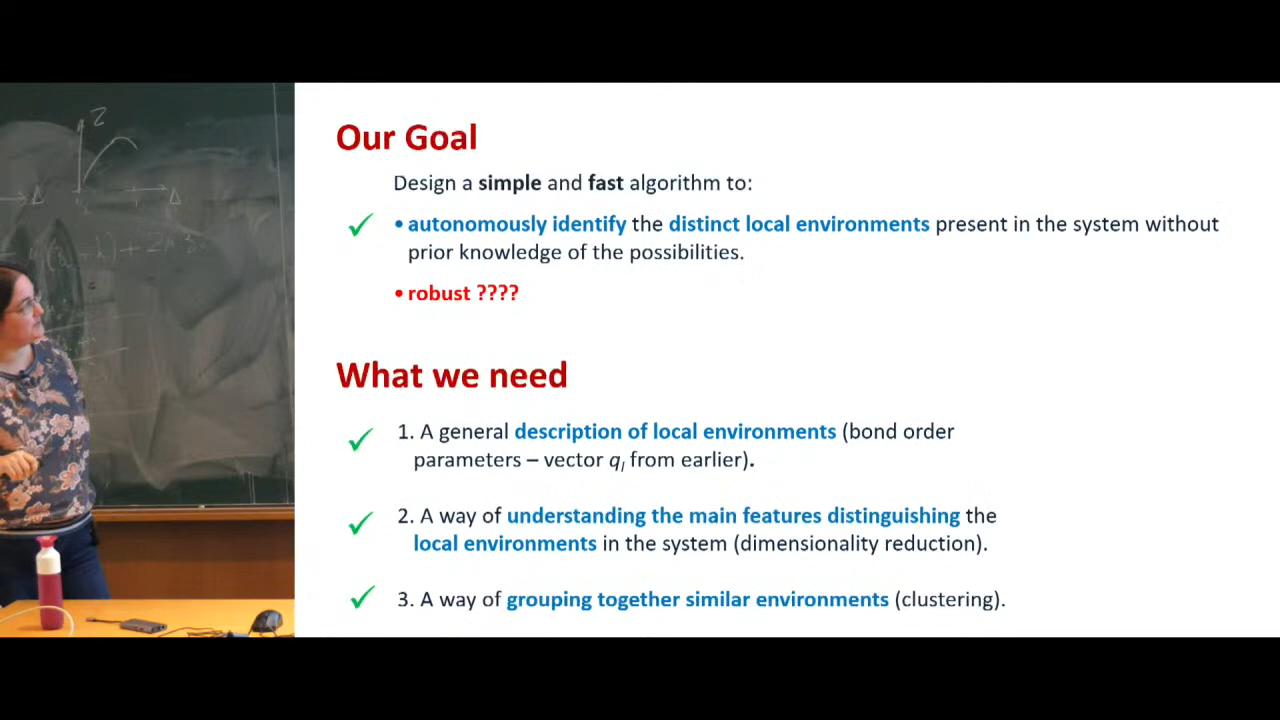 Our Goal
Design a simple and fast algorithm to:
✓ • autonomously identify the distinct local environments present in the system without
prior knowledge of the possibilities.
• robust ????
What we need
✓ 1. A general description of local environments (bond order
parameters – vector qₗ from earlier).
✓ 2. A way of understanding the main features distinguishing the
local environments in the system (dimensionality reduction).
✓ 3. A way of grouping together similar environments (clustering).